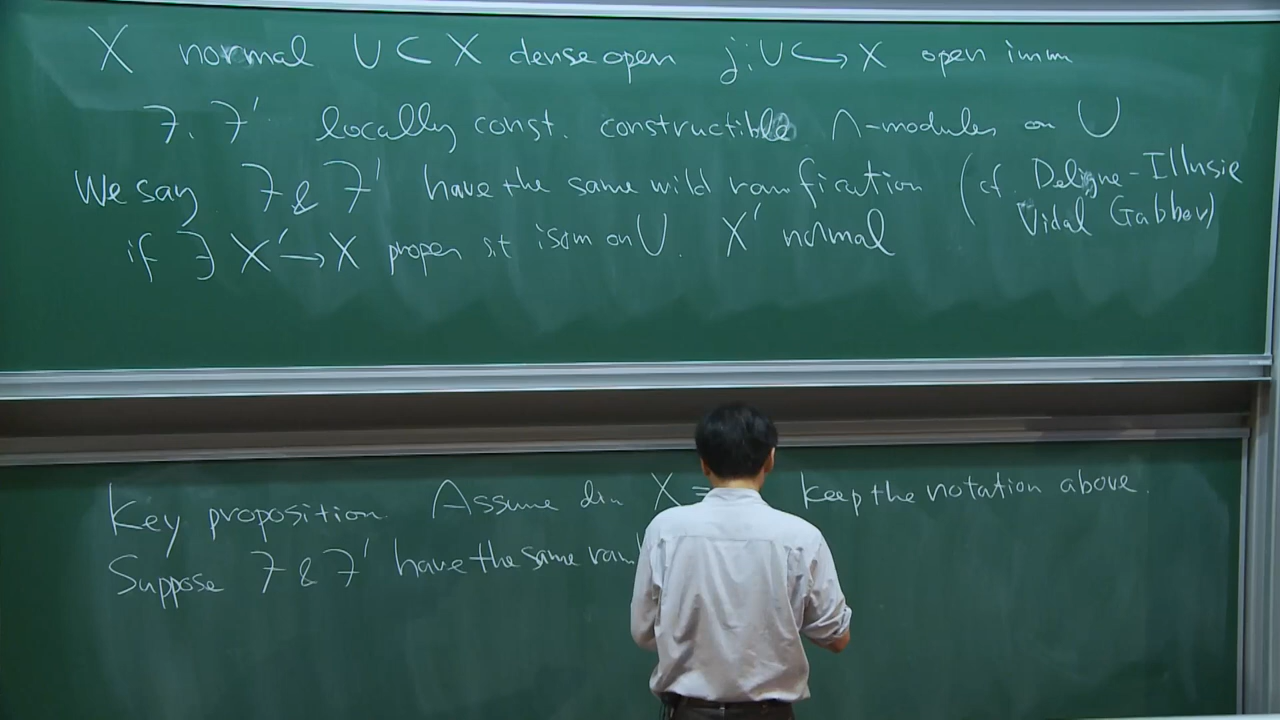 X normal U ⊂ X dense open j: U ↪ X open imm
F, F' locally const. constructible Λ-modules on U
We say F & F' have the same wild ramification (cf. Deligne-Illusie
Vidal Gabber)
if ∃ X' → X proper s.t isom on U. X' normal
Key proposition. Assume dim X = keep the notation above.
Suppose F & F' have the same ram